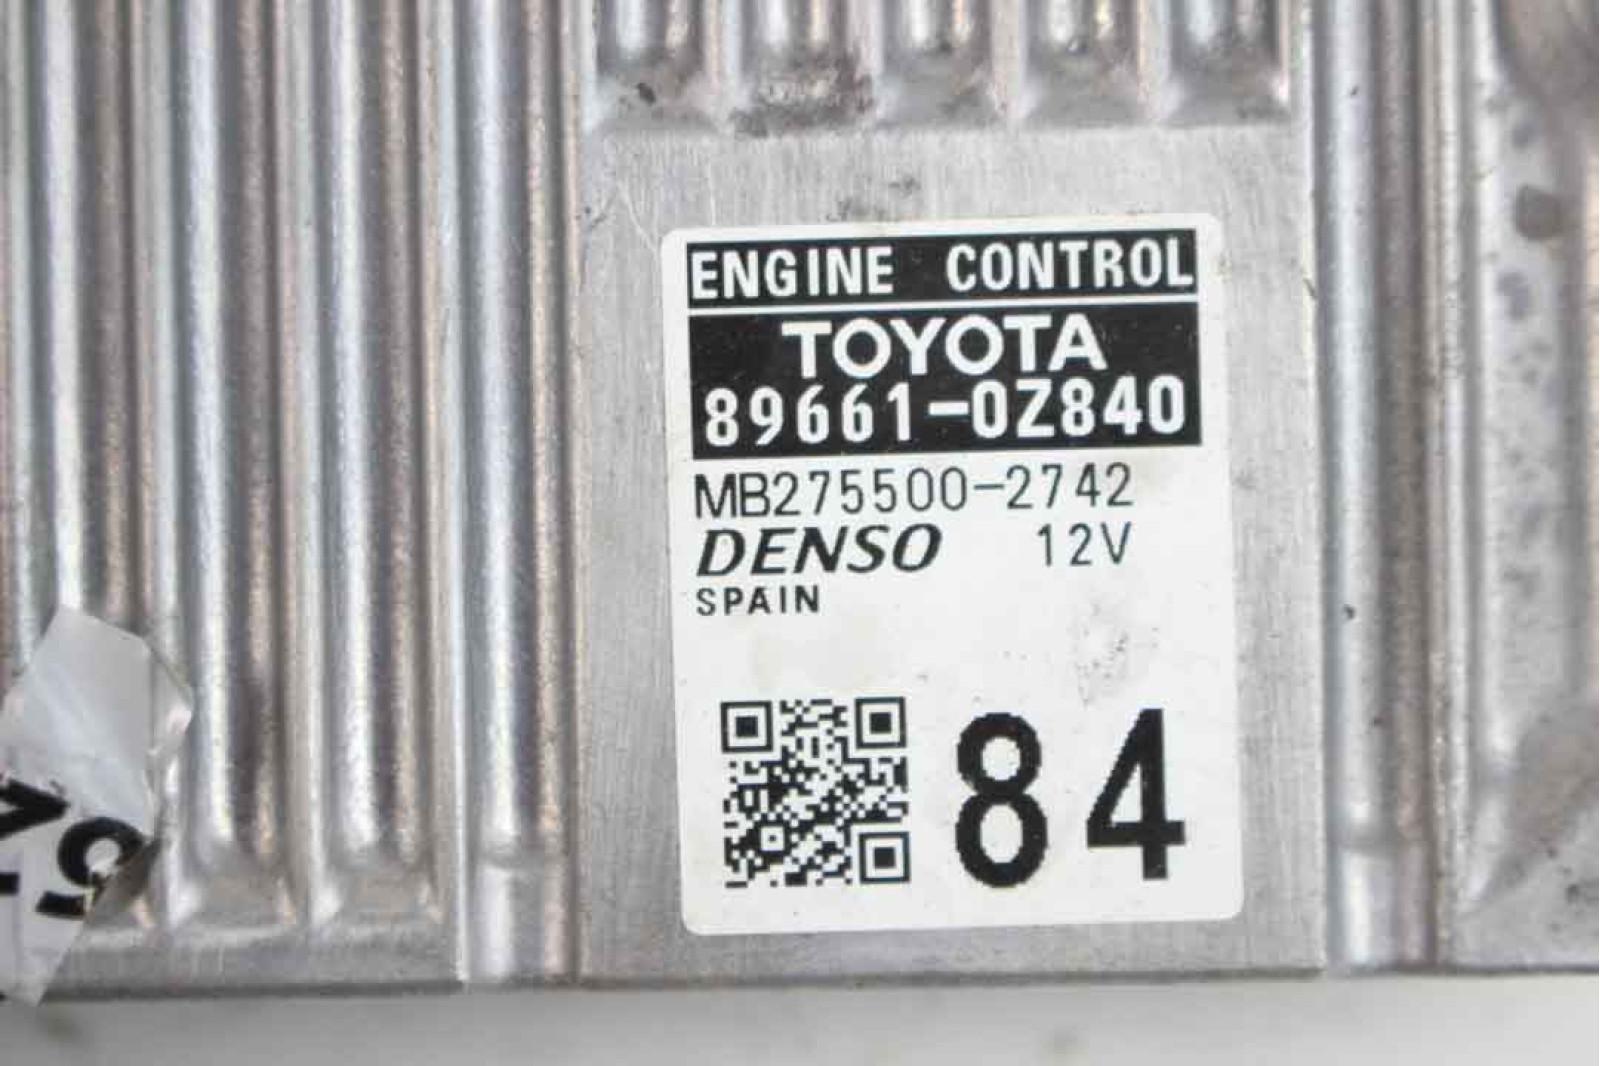 ENGINE CONTROL
TOYOTA
89661-0Z840
MB275500-2742
DENSO 12V
SPAIN
84